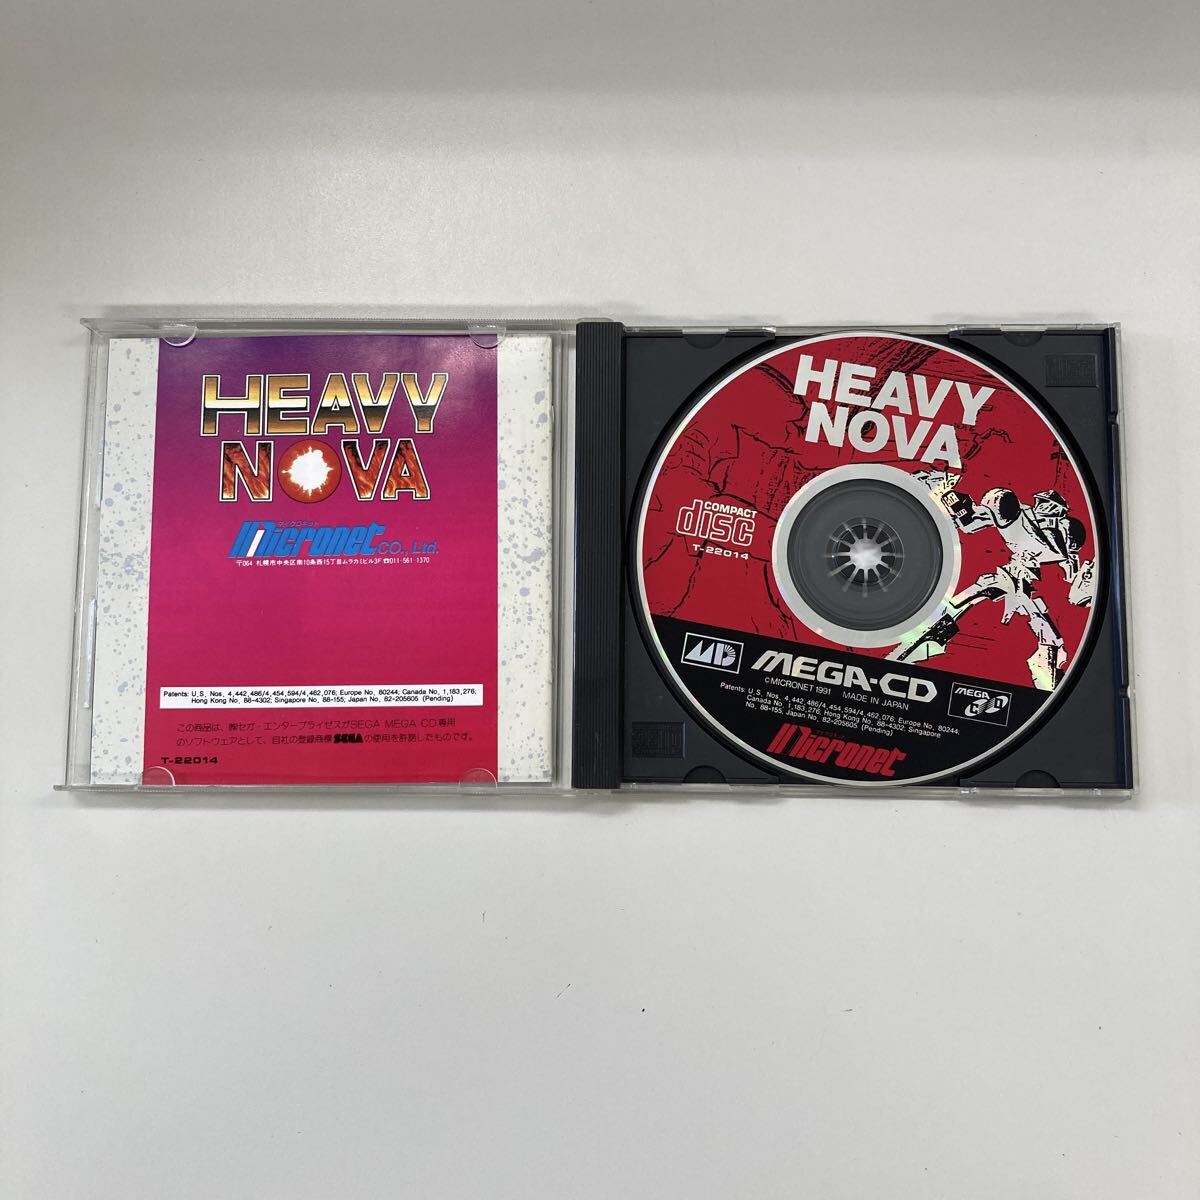 HEAVY
NOVA
マイクロネット
Micronet CO., Ltd.
〒064 札幌市中央区南10条西15丁目ムラカミビル3F ☎011-561-1370
Patents: U.S. Nos. 4,442,486/4,454,594/4,462,076; Europe No. 80244; Canada No. 1,183,276;
Hong Kong No. 88-4302; Singapore No. 88-155; Japan No. 82-205605 (Pending)
この商品は、㈱セガ・エンタープライゼスがSEGA MEGA CD専用
のソフトウェアとして、自社の登録商標 SEGA の使用を許諾したものです。
T-22014
HEAVY
NOVA
COMPACT
disc
T-22014
MD
MEGA-CD
MEGA
CD
©MICRONET 1991 MADE IN JAPAN
Patents: U.S. Nos. 4,442,486/4,454,594/4,462,076; Europe No. 80244;
Canada No. 1,183,276; Hong Kong No. 88-4302; Singapore
No. 88-155; Japan No. 82-205605 (Pending)
マイクロネット
Micronet